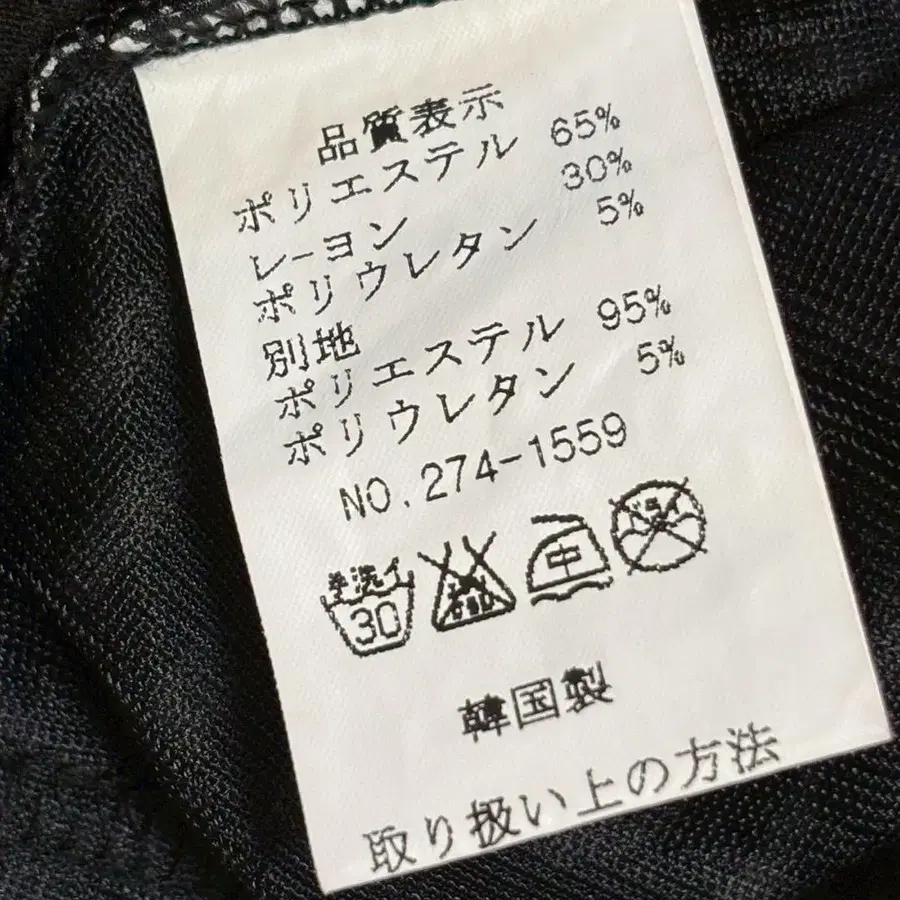 品質表示
ポリエステル 65%
レーヨン 30%
ポリウレタン 5%
別地
ポリエステル 95%
ポリウレタン 5%
NO.274-1559
手洗イ 30 中 ドライ
韓国製
取り扱い上の方法